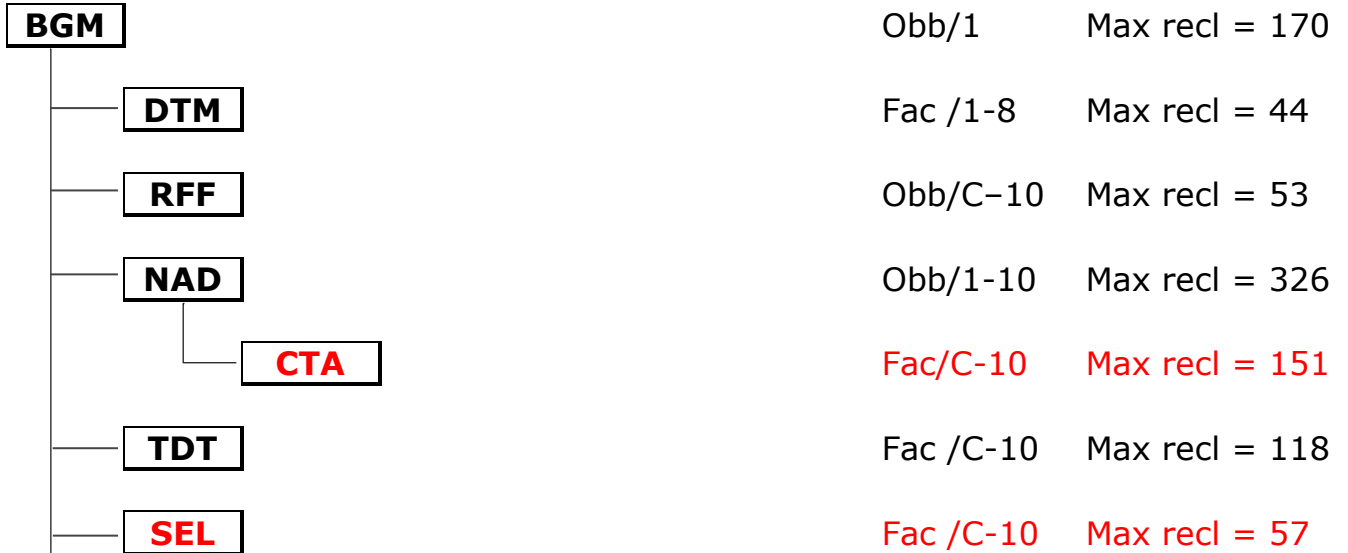 BGM Obb/1 Max recl = 170
DTM Fac /1-8 Max recl = 44
RFF Obb/C–10 Max recl = 53
NAD Obb/1-10 Max recl = 326
CTA Fac/C-10 Max recl = 151
TDT Fac /C-10 Max recl = 118
SEL Fac /C-10 Max recl = 57